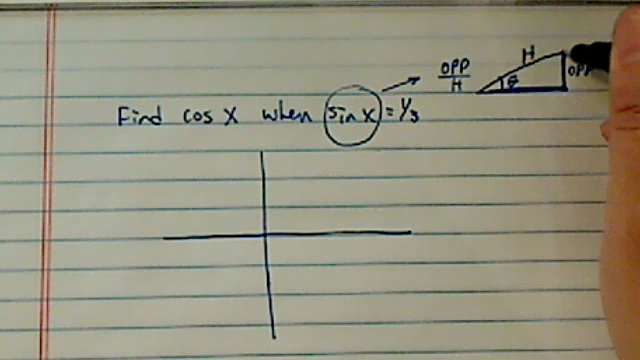 OPP
H
H
θ
OPP
Find cos X when sin X = 1/3